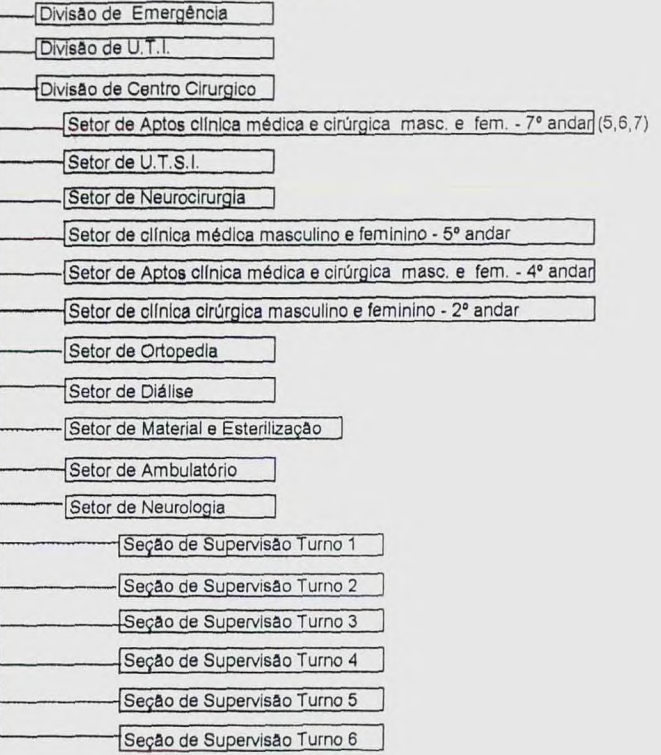 Divisão de Emergência
Divisão de U.T.I.
Divisão de Centro Cirurgico
Setor de Aptos clínica médica e cirúrgica masc. e fem. - 7º andar (5,6,7)
Setor de U.T.S.I.
Setor de Neurocirurgia
Setor de clínica médica masculino e feminino - 5º andar
Setor de Aptos clínica médica e cirúrgica masc. e fem. - 4º andar
Setor de clínica cirúrgica masculino e feminino - 2º andar
Setor de Ortopedia
Setor de Diálise
Setor de Material e Esterilização
Setor de Ambulatório
Setor de Neurologia
Seção de Supervisão Turno 1
Seção de Supervisão Turno 2
Seção de Supervisão Turno 3
Seção de Supervisão Turno 4
Seção de Supervisão Turno 5
Seção de Supervisão Turno 6